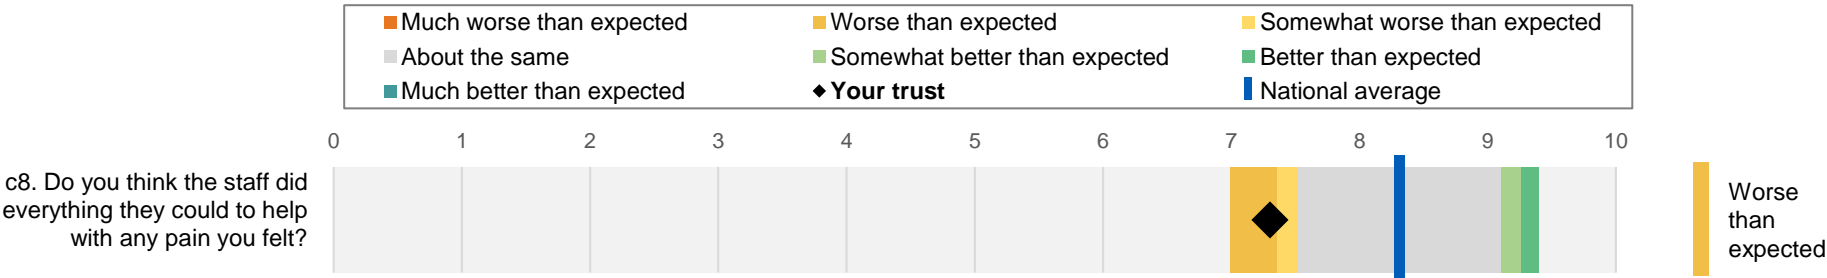 Much worse than expected Worse than expected Somewhat worse than expected
About the same Somewhat better than expected Better than expected
Much better than expected Your trust National average
0 1 2 3 4 5 6 7 8 9 10
c8. Do you think the staff did
everything they could to help
with any pain you felt?
Worse
than
expected